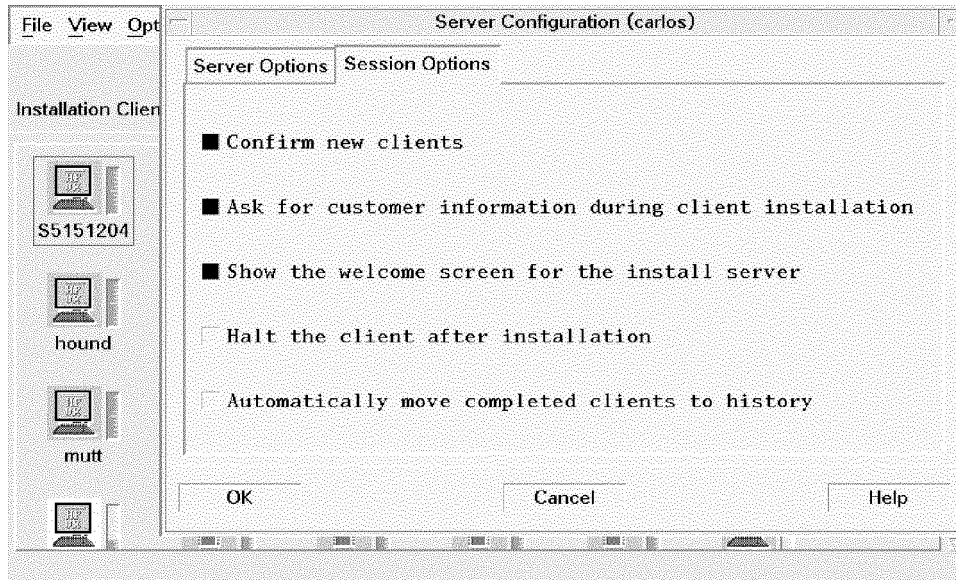 File View Opt
Server Configuration (carlos)
Server Options Session Options
Installation Clien
Confirm new clients
Ask for customer information during client installation
S5151204
Show the welcome screen for the install server
hound
Halt the client after installation
Automatically move completed clients to history
mutt
OK Cancel Help